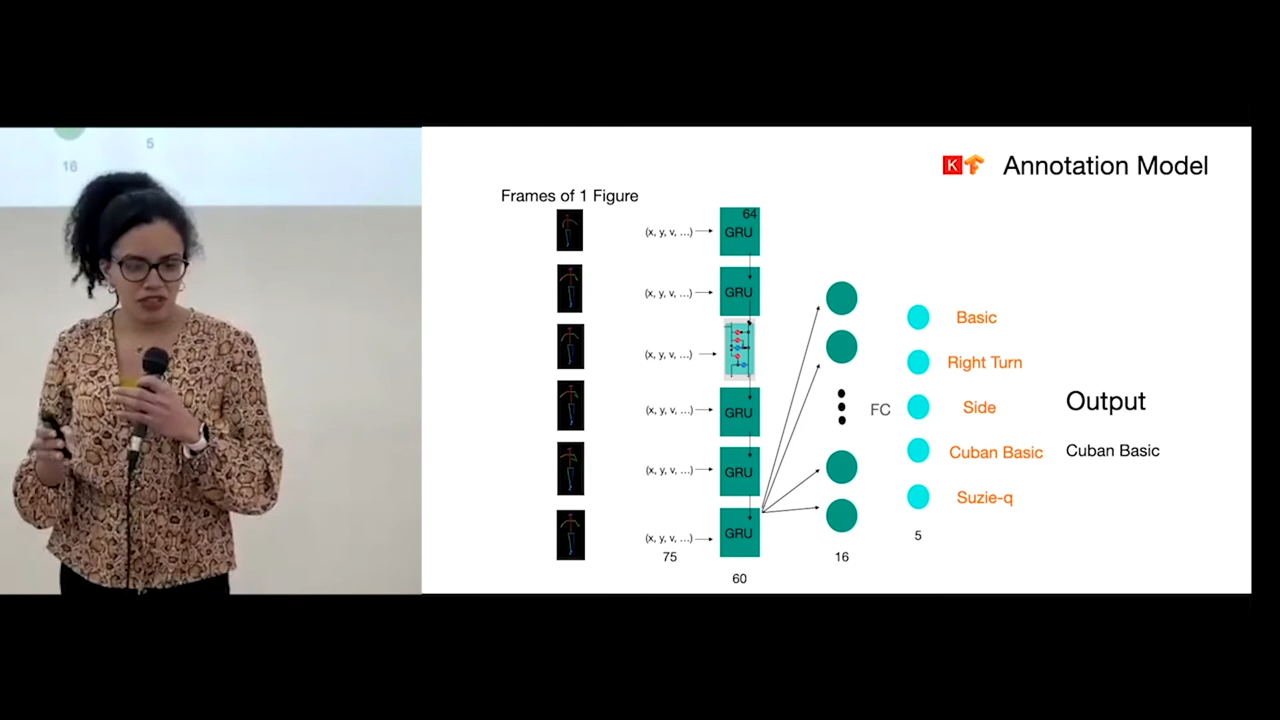 5
16
K Annotation Model
Frames of 1 Figure
64
(x, y, v, ...) GRU
(x, y, v, ...) GRU
(x, y, v, ...)
(x, y, v, ...) GRU
(x, y, v, ...) GRU
(x, y, v, ...) GRU
75
60
16
FC
5
Basic
Right Turn
Side
Cuban Basic
Suzie-q
Output
Cuban Basic